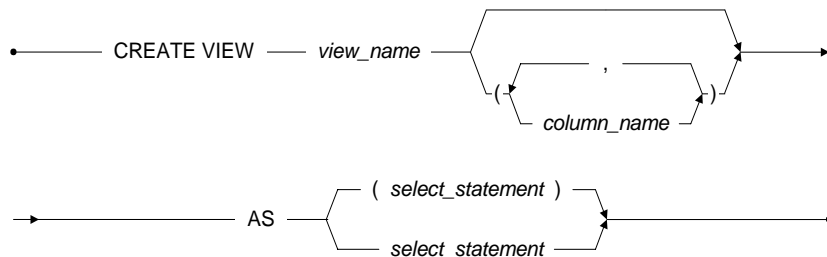 CREATE VIEW view_name
,
( )
column_name
( select_statement )
AS
select statement